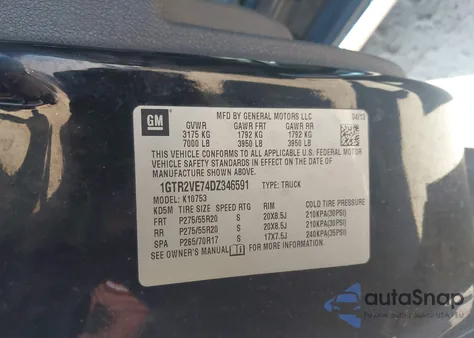 GM
MFD BY GENERAL MOTORS LLC 04/13
GVWR GAWR FRT GAWR RR
3175 KG 1792 KG 1792 KG
7000 LB 3950 LB 3950 LB
THIS VEHICLE CONFORMS TO ALL APPLICABLE
U.S. FEDERAL MOTOR VEHICLE SAFETY
STANDARDS IN EFFECT ON THE DATE OF
MANUFACTURE SHOWN ABOVE.
1GTR2VE74DZ346591 TYPE: TRUCK
MODEL: K10753
KD5M TIRE SIZE SPEED RTG RIM COLD TIRE PRESSURE
FRT P275/55R20 S 20X8.5J 210KPA(30PSI)
RR P275/55R20 S 20X8.5J 210KPA(30PSI)
SPA P265/70R17 S 17X7.5J 240KPA(35PSI)
SEE OWNER'S MANUAL FOR MORE INFORMATION.
autoSnap